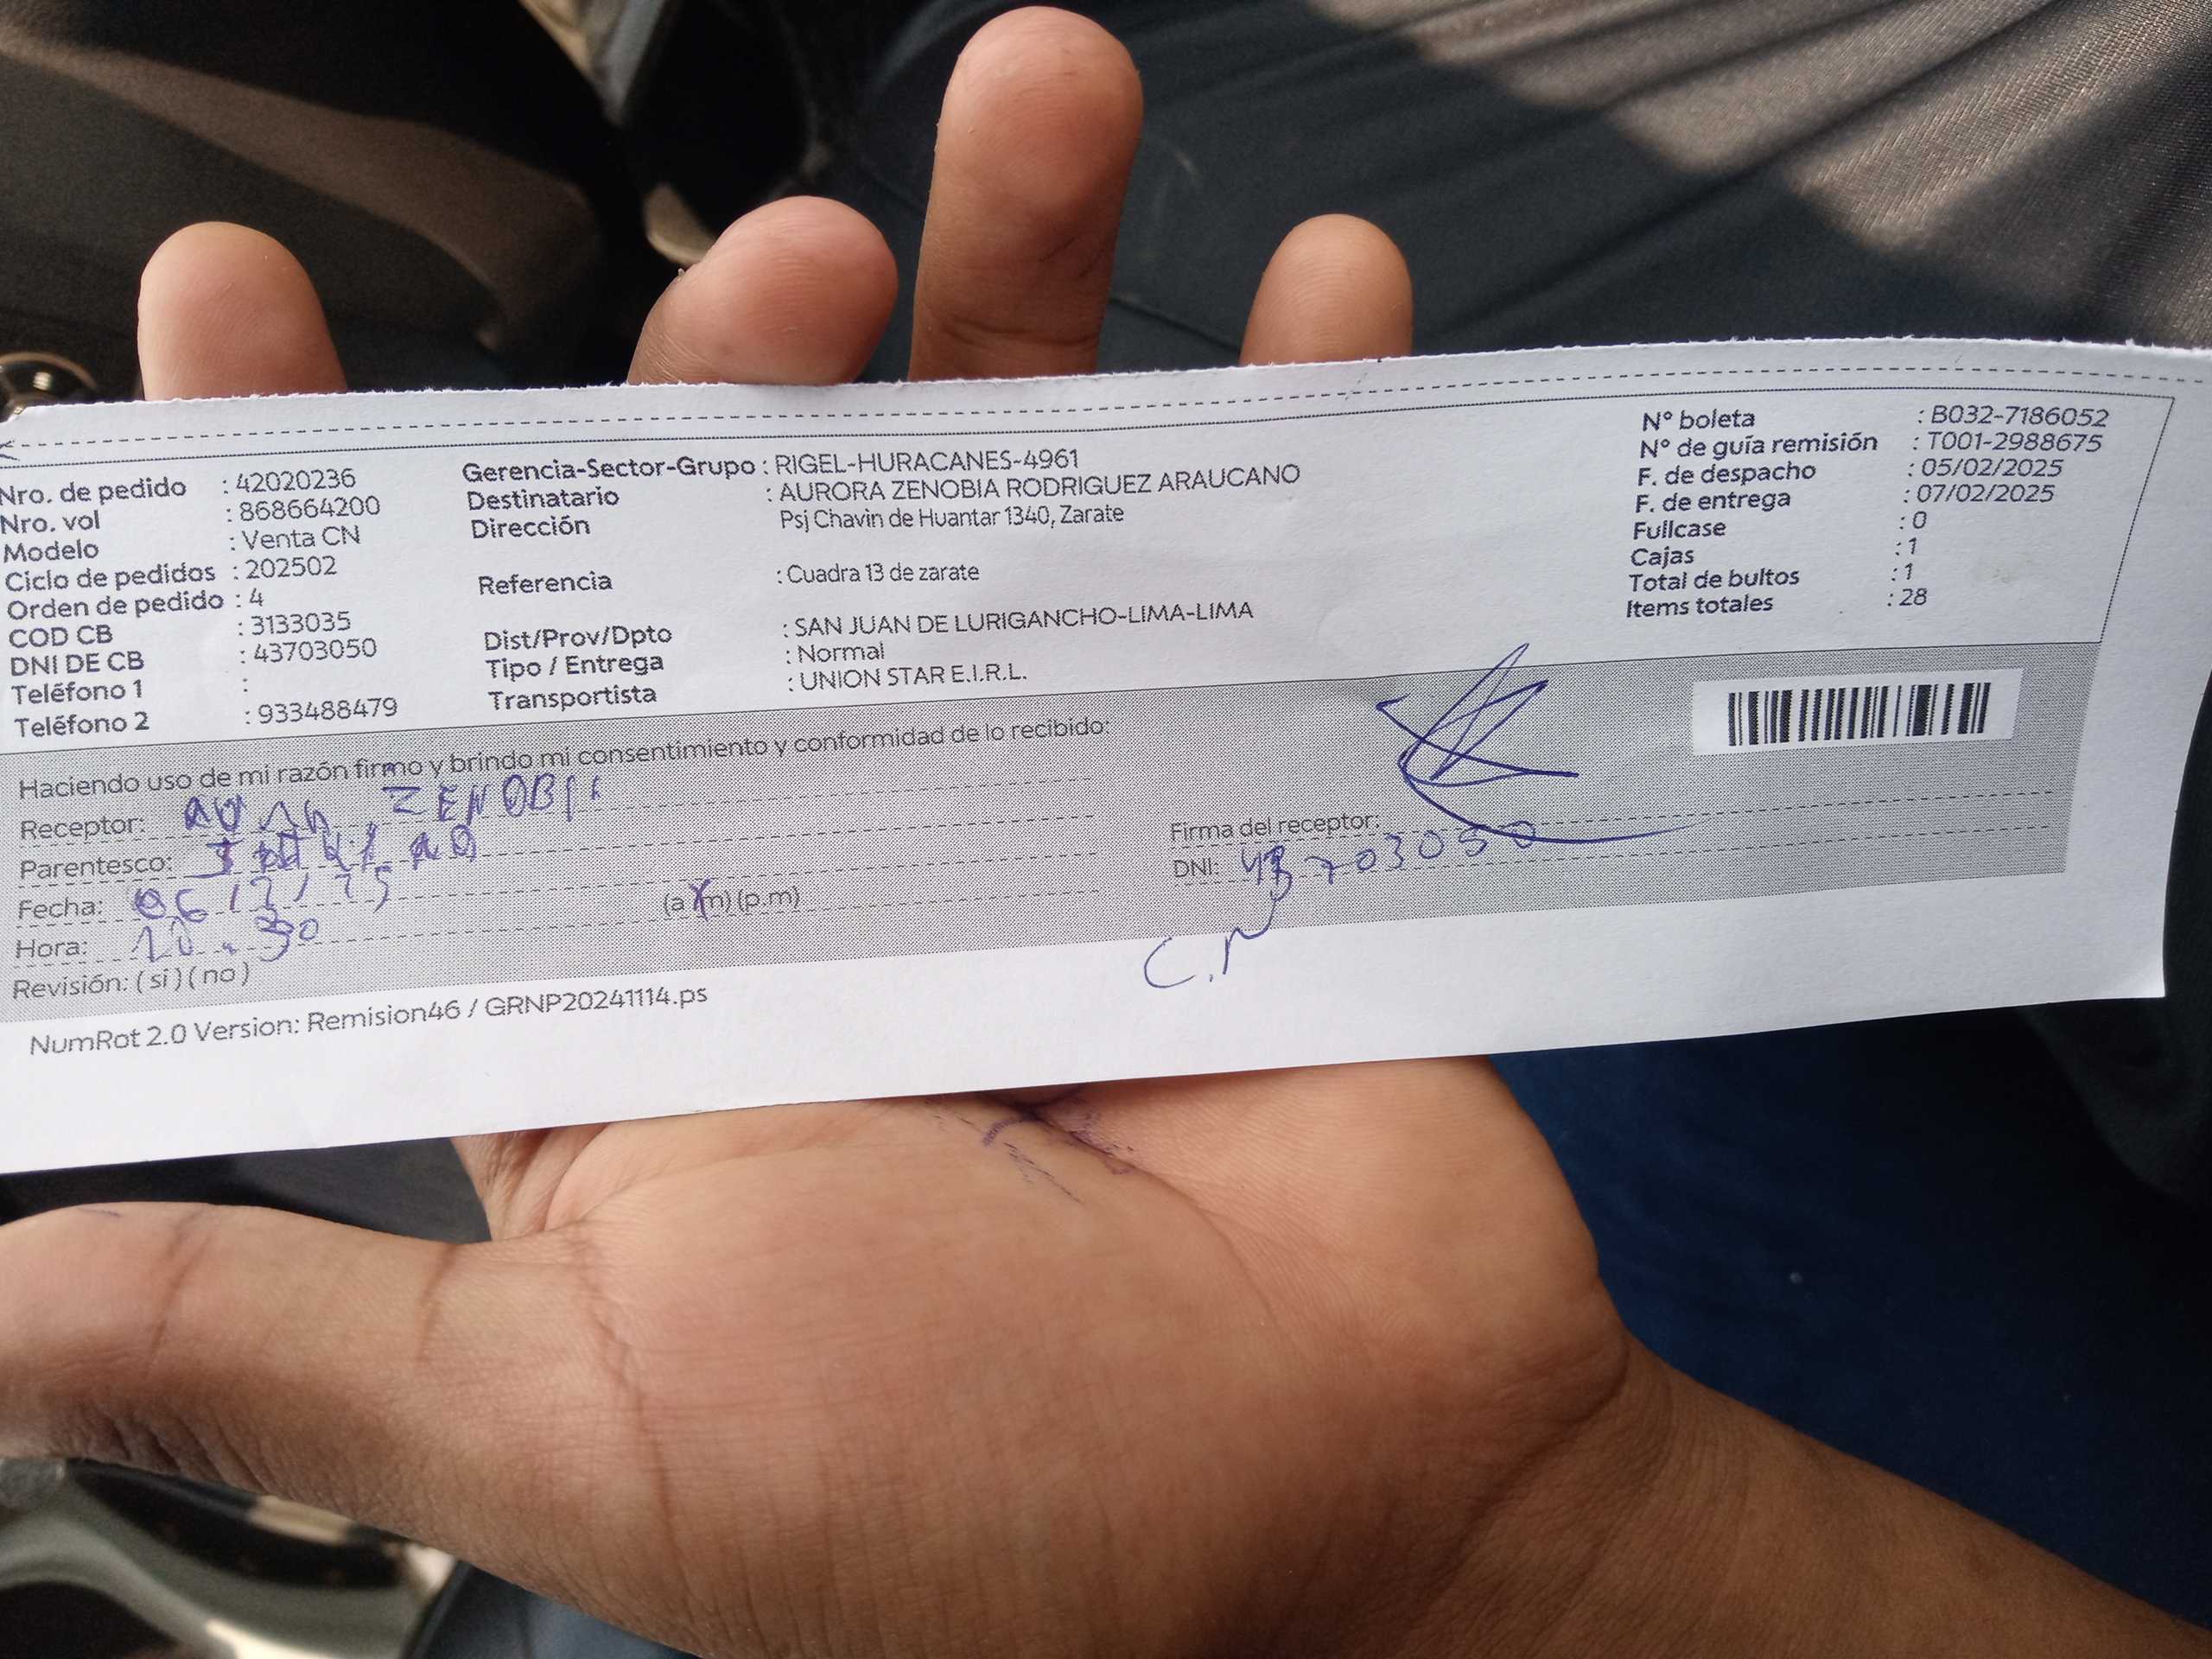 Nro. de pedido : 42020236
Nro. vol : 868664200
Modelo : Venta CN
Ciclo de pedidos : 202502
Orden de pedido : 4
COD CB : 3133035
DNI DE CB : 43703050
Teléfono 1 :
Teléfono 2 : 933488479
Gerencia-Sector-Grupo : RIGEL-HURACANES-4961
Destinatario : AURORA ZENOBIA RODRIGUEZ ARAUCANO
Dirección Psj Chavin de Huantar 1340, Zarate
Referencia : Cuadra 13 de zarate
Dist/Prov/Dpto : SAN JUAN DE LURIGANCHO-LIMA-LIMA
Tipo / Entrega : Normal
Transportista : UNION STAR E.I.R.L.
N° boleta : B032-7186052
N° de guía remisión : T001-2988675
F. de despacho : 05/02/2025
F. de entrega : 07/02/2025
Fullcase : 0
Cajas : 1
Total de bultos : 1
Items totales : 28
Haciendo uso de mi razón firmo y brindo mi consentimiento y conformidad de lo recibido:
Receptor: ZENOBIA
Parentesco:
Fecha: 06/2/25
Hora: 10:30 (a.m) (p.m)
Revisión: ( si ) ( no )
Firma del receptor:
DNI: 43703050
C.N
NumRot 2.0 Version: Remision46 / GRNP20241114.ps